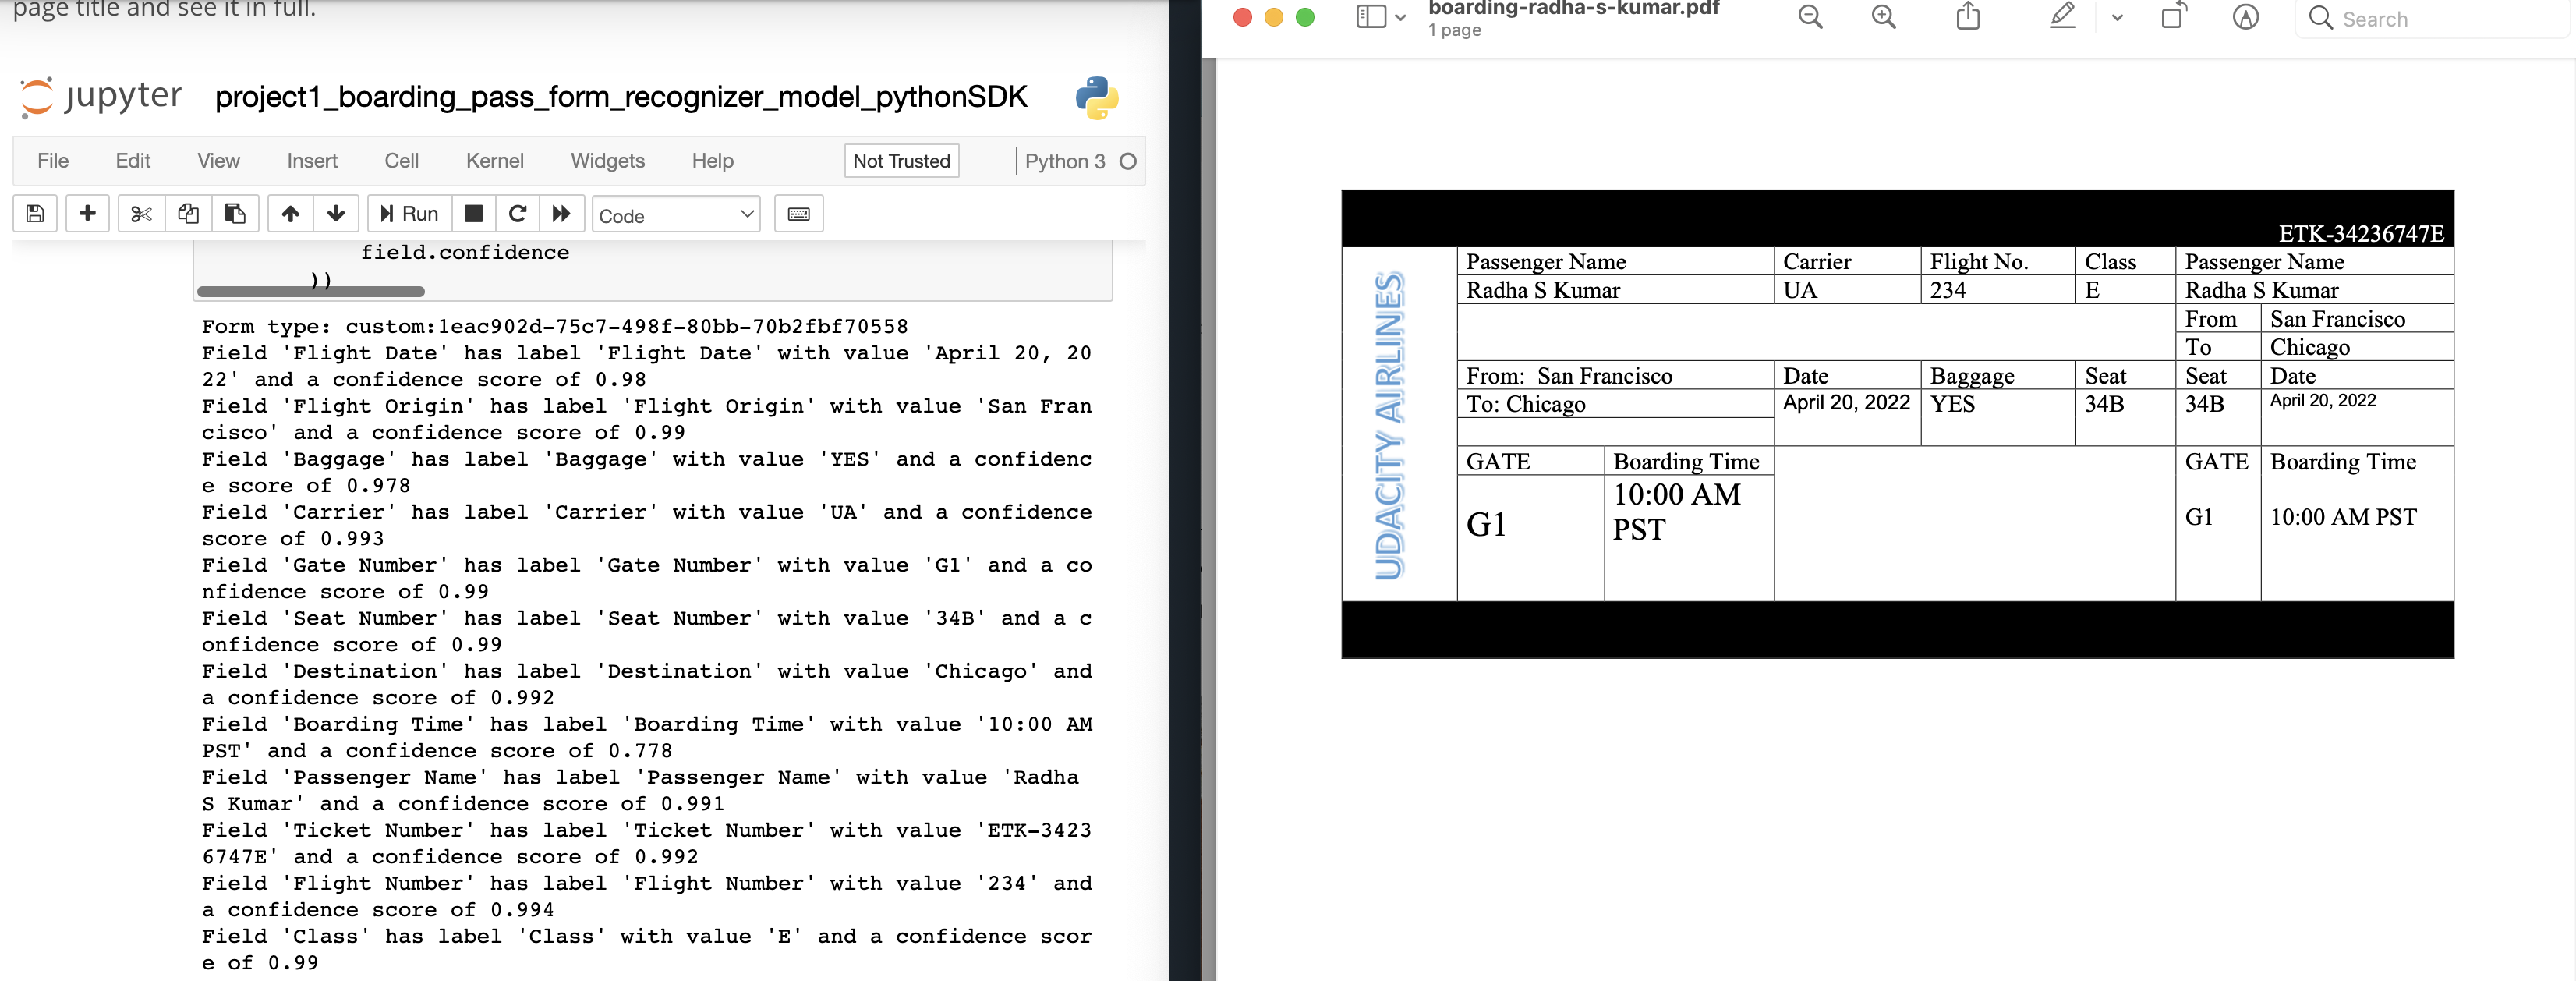 page title and see it in full.
jupyter project1_boarding_pass_form_recognizer_model_pythonSDK
File Edit View Insert Cell Kernel Widgets Help Not Trusted Python 3
Run Code
field.confidence
))
Form type: custom:1eac902d-75c7-498f-80bb-70b2fbf70558
Field 'Flight Date' has label 'Flight Date' with value 'April 20, 20
22' and a confidence score of 0.98
Field 'Flight Origin' has label 'Flight Origin' with value 'San Fran
cisco' and a confidence score of 0.99
Field 'Baggage' has label 'Baggage' with value 'YES' and a confidenc
e score of 0.978
Field 'Carrier' has label 'Carrier' with value 'UA' and a confidence
score of 0.993
Field 'Gate Number' has label 'Gate Number' with value 'G1' and a co
nfidence score of 0.99
Field 'Seat Number' has label 'Seat Number' with value '34B' and a c
onfidence score of 0.99
Field 'Destination' has label 'Destination' with value 'Chicago' and
a confidence score of 0.992
Field 'Boarding Time' has label 'Boarding Time' with value '10:00 AM
PST' and a confidence score of 0.778
Field 'Passenger Name' has label 'Passenger Name' with value 'Radha
S Kumar' and a confidence score of 0.991
Field 'Ticket Number' has label 'Ticket Number' with value 'ETK-3423
6747E' and a confidence score of 0.992
Field 'Flight Number' has label 'Flight Number' with value '234' and
a confidence score of 0.994
Field 'Class' has label 'Class' with value 'E' and a confidence scor
e of 0.99
boarding-radha-s-kumar.pdf
1 page
Search
ETK-34236747E
UDACITY AIRLINES
Passenger Name Carrier Flight No. Class Passenger Name
Radha S Kumar UA 234 E Radha S Kumar
From San Francisco
To Chicago
From: San Francisco Date Baggage Seat Seat Date
To: Chicago April 20, 2022 YES 34B 34B April 20, 2022
GATE Boarding Time GATE Boarding Time
10:00 AM
G1 PST G1 10:00 AM PST